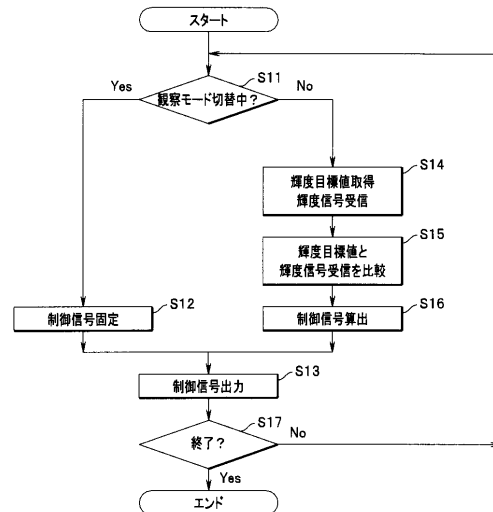 スタート
S11
Yes
観察モード切替中?
No
S14
輝度目標値取得
輝度信号受信
S15
輝度目標値と
輝度信号受信を比較
S12
制御信号固定
S16
制御信号算出
S13
制御信号出力
S17
終了?
No
Yes
エンド